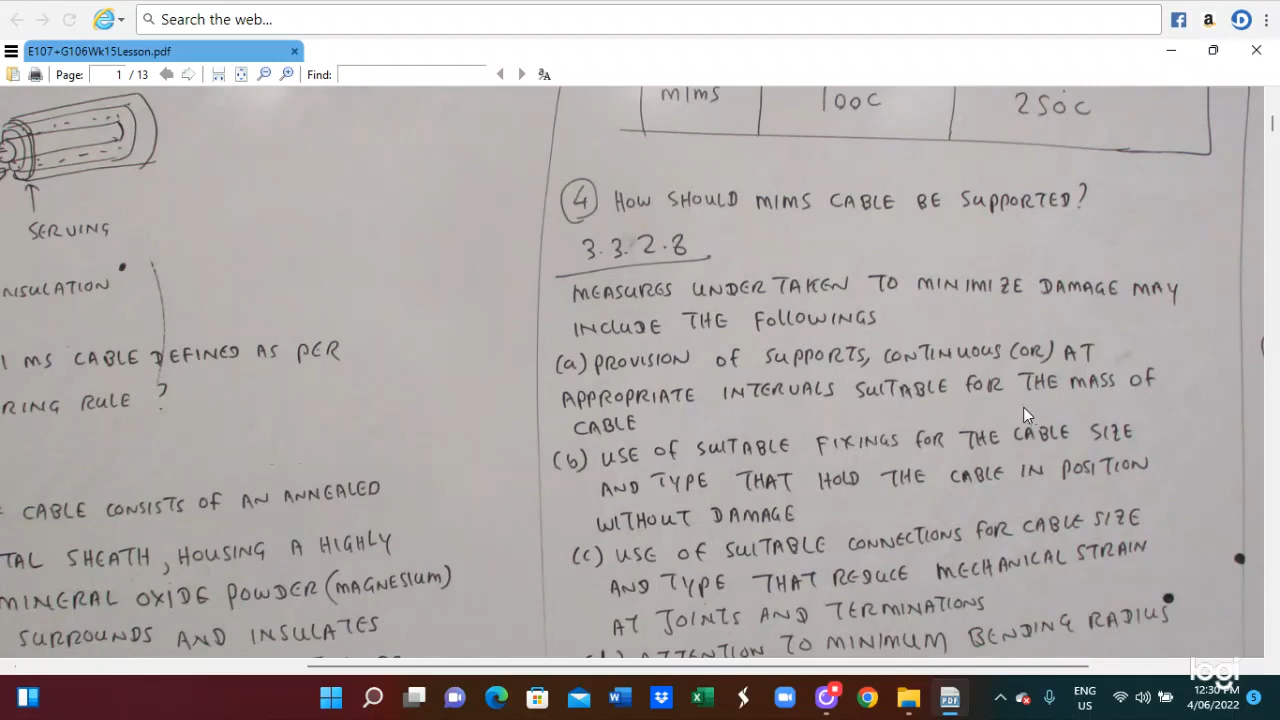 Search the web...
E107+G106Wk15Lesson.pdf
Page: 1 / 13
Find:
SERVING
INSULATION
MS CABLE DEFINED AS PER
RING RULE ?
CABLE CONSISTS OF AN ANNEALED
TAL SHEATH, HOUSING A HIGHLY
MINERAL OXIDE POWDER (MAGNESIUM)
SURROUNDS AND INSULATES
MIMS 100C 250C
4 HOW SHOULD MIMS CABLE BE SUPPORTED?
3.3.2.8
MEASURES UNDERTAKEN TO MINIMIZE DAMAGE MAY
INCLUDE THE FOLLOWINGS
(a) PROVISION OF SUPPORTS, CONTINUOUS (OR) AT
APPROPRIATE INTERVALS SUITABLE FOR THE MASS OF
CABLE
(b) USE OF SUITABLE FIXINGS FOR THE CABLE SIZE
AND TYPE THAT HOLD THE CABLE IN POSITION
WITHOUT DAMAGE
(c) USE OF SUITABLE CONNECTIONS FOR CABLE SIZE
AND TYPE THAT REDUCE MECHANICAL STRAIN
AT JOINTS AND TERMINATIONS
ATTENTION TO MINIMUM BENDING RADIUS
logi
ENG
US
12:30 PM
4/06/2022
5